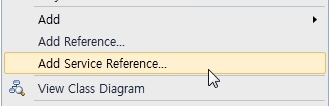 Add
Add Reference...
Add Service Reference...
View Class Diagram